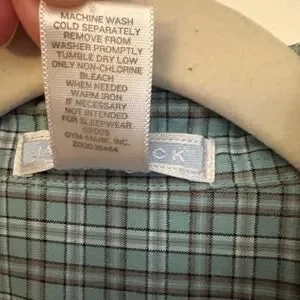 MACHINE WASH
COLD SEPARATELY
REMOVE FROM
WASHER PROMPTLY
TUMBLE DRY LOW
ONLY NON-CHLORINE
BLEACH
WHEN NEEDED
WARM IRON
IF NECESSARY
NOT INTENDED
FOR SLEEPWEAR
©2005
GYM-MARK, INC.